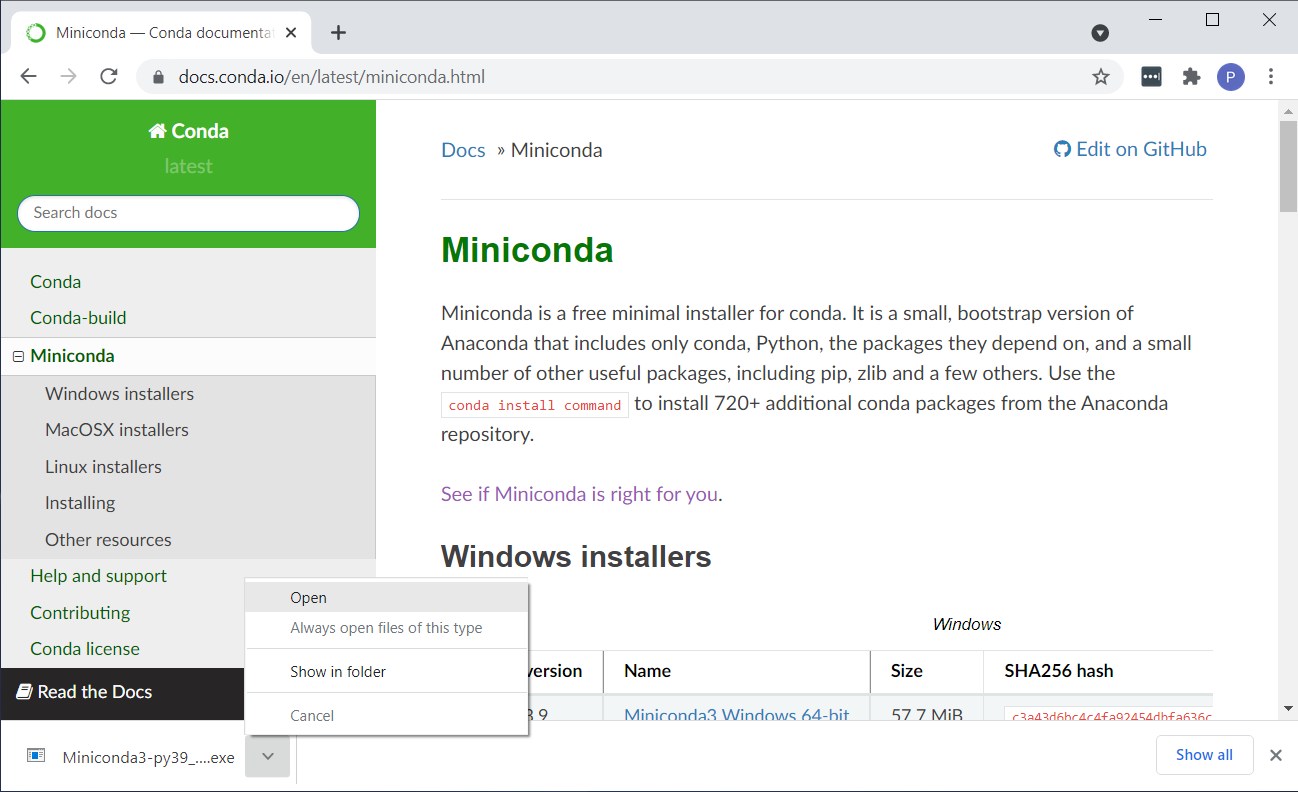 Miniconda — Conda documenta
docs.conda.io/en/latest/miniconda.html
P
Conda
latest
Search docs
Conda
Conda-build
Miniconda
Windows installers
MacOSX installers
Linux installers
Installing
Other resources
Help and support
Contributing
Conda license
Read the Docs
Docs » Miniconda
Edit on GitHub
Miniconda
Miniconda is a free minimal installer for conda. It is a small, bootstrap version of
Anaconda that includes only conda, Python, the packages they depend on, and a small
number of other useful packages, including pip, zlib and a few others. Use the
conda install command to install 720+ additional conda packages from the Anaconda
repository.
See if Miniconda is right for you.
Windows installers
Windows
version Name Size SHA256 hash
3.9 Miniconda3 Windows 64-bit 57.7 MiB c3a43d6bc4c4fa92454dbfa636c
Open
Always open files of this type
Show in folder
Cancel
Miniconda3-py39_....exe
Show all